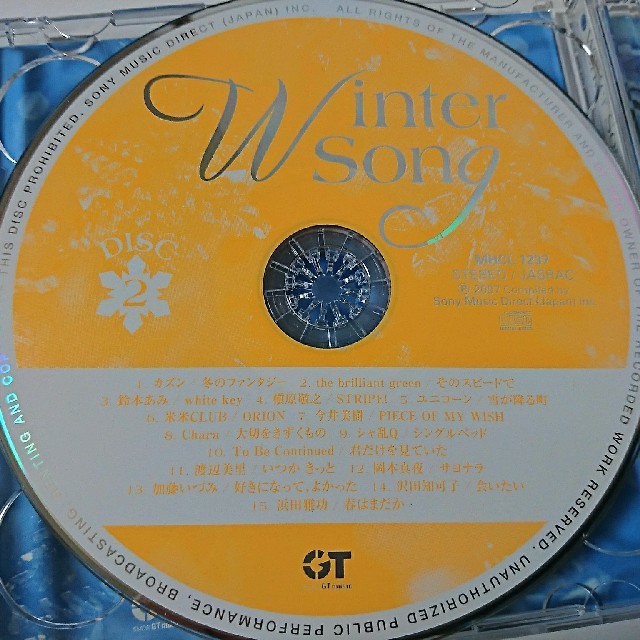 THIS DISC PROHIBITED. SONY MUSIC DIRECT (JAPAN) INC. ALL RIGHTS OF THE MANUFACTURER AND
OWNER OF
RECORDED WORK RESERVED. UNAUTHORIZED PUBLIC PERFORMANCE, BROADCASTING
AND COP
Winter
Song
DISC
2
STEREO / JASRAC
Ⓟ 2007 Compiled by
Sony Music Direct (Japan) Inc.
1. カズン / 冬のファンタジー 2. the brilliant green / そのスピードで
3. 鈴木あみ / white key 4. 槇原敬之 / STRIPE! 5. ユニコーン / 雪が降る町
6. 米米CLUB / ORION 7. 今井美樹 / PIECE OF MY WISH
8. Chara / 大切をきずくもの 9. シャ乱Q / シングルベッド
10. To Be Continued / 君だけを見ていた
11. 渡辺美里 / いつか きっと 12. 岡本真夜 / サヨナラ
13. 加藤いづみ / 好きになって、よかった 14. 沢田知可子 / 会いたい
15. 浜田雅功 / 春はまだか
GT
GT music